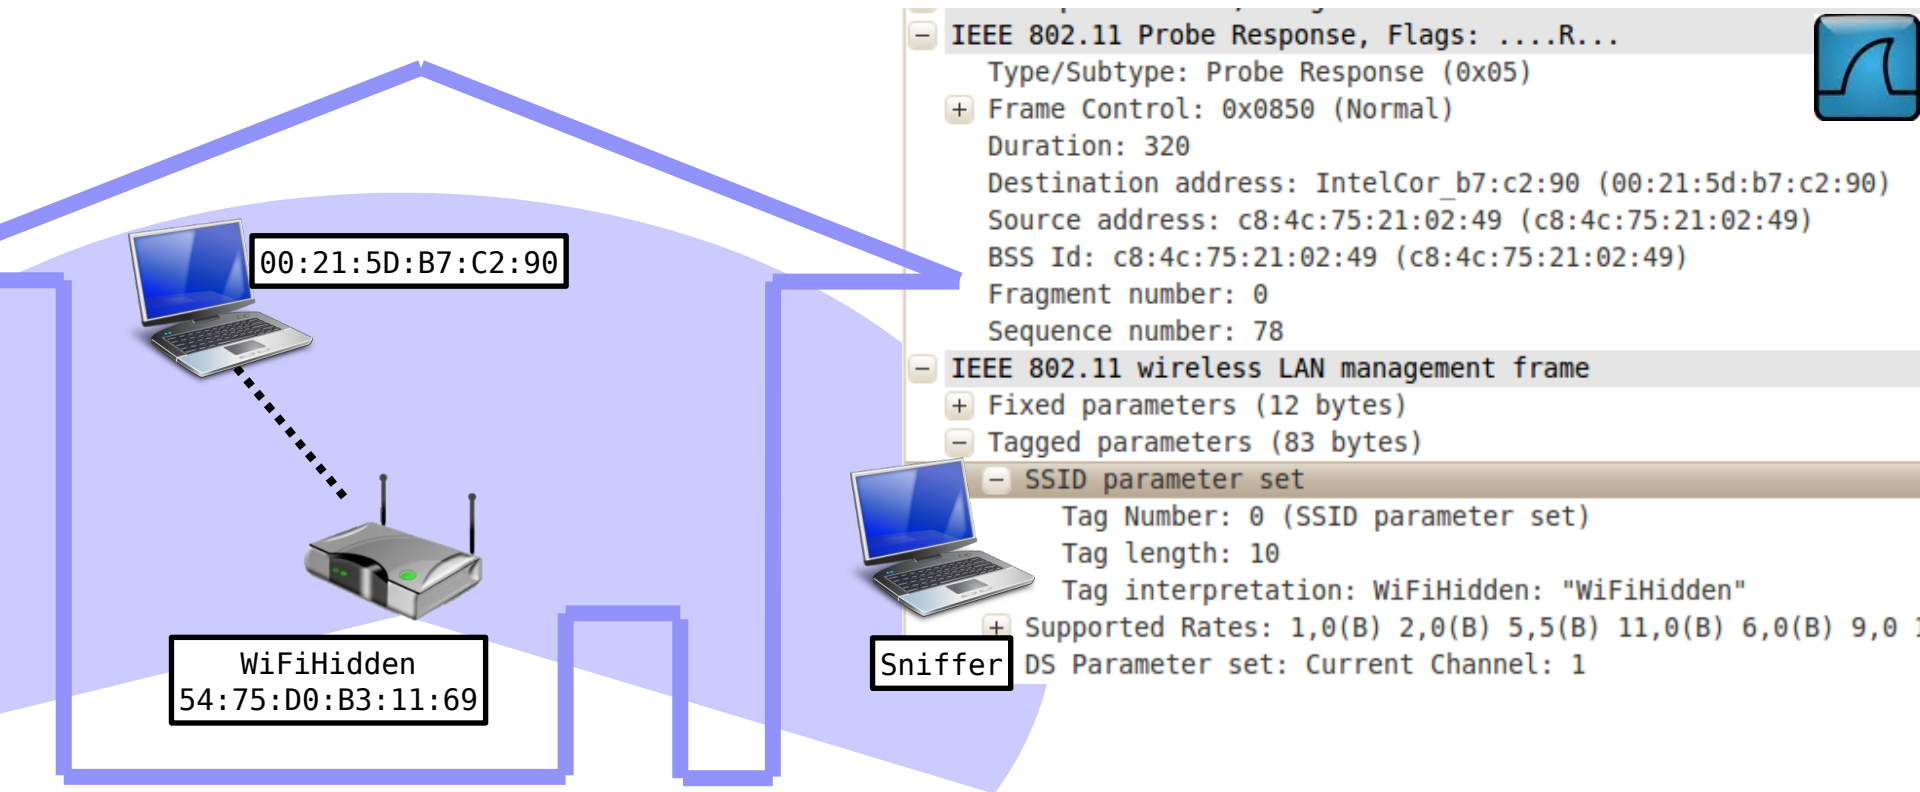 00:21:5D:B7:C2:90
WiFiHidden
54:75:D0:B3:11:69
Sniffer
IEEE 802.11 Probe Response, Flags: ....R...
Type/Subtype: Probe Response (0x05)
Frame Control: 0x0850 (Normal)
Duration: 320
Destination address: IntelCor_b7:c2:90 (00:21:5d:b7:c2:90)
Source address: c8:4c:75:21:02:49 (c8:4c:75:21:02:49)
BSS Id: c8:4c:75:21:02:49 (c8:4c:75:21:02:49)
Fragment number: 0
Sequence number: 78
IEEE 802.11 wireless LAN management frame
Fixed parameters (12 bytes)
Tagged parameters (83 bytes)
SSID parameter set
Tag Number: 0 (SSID parameter set)
Tag length: 10
Tag interpretation: WiFiHidden: "WiFiHidden"
Supported Rates: 1,0(B) 2,0(B) 5,5(B) 11,0(B) 6,0(B) 9,0
DS Parameter set: Current Channel: 1